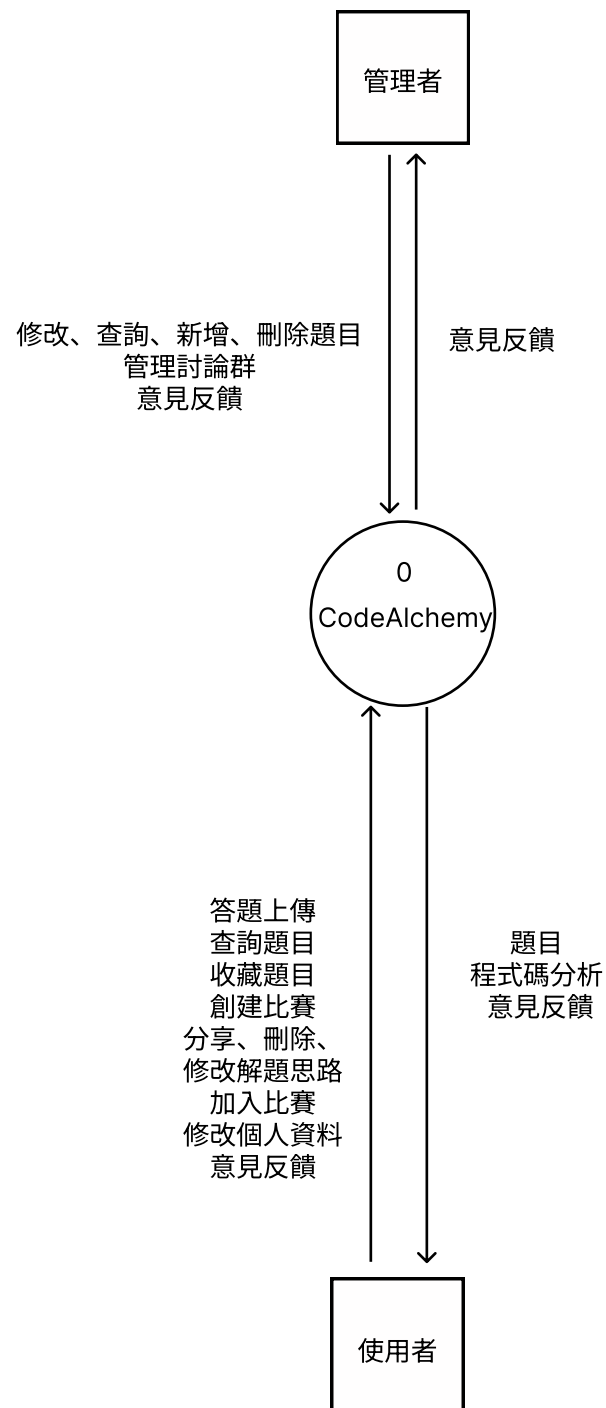 管理者
修改、查詢、新增、刪除題目
管理討論群
意見反饋
意見反饋
0
CodeAlchemy
答題上傳
查詢題目
收藏題目
創建比賽
分享、刪除、
修改解題思路
加入比賽
修改個人資料
意見反饋
題目
程式碼分析
意見反饋
使用者